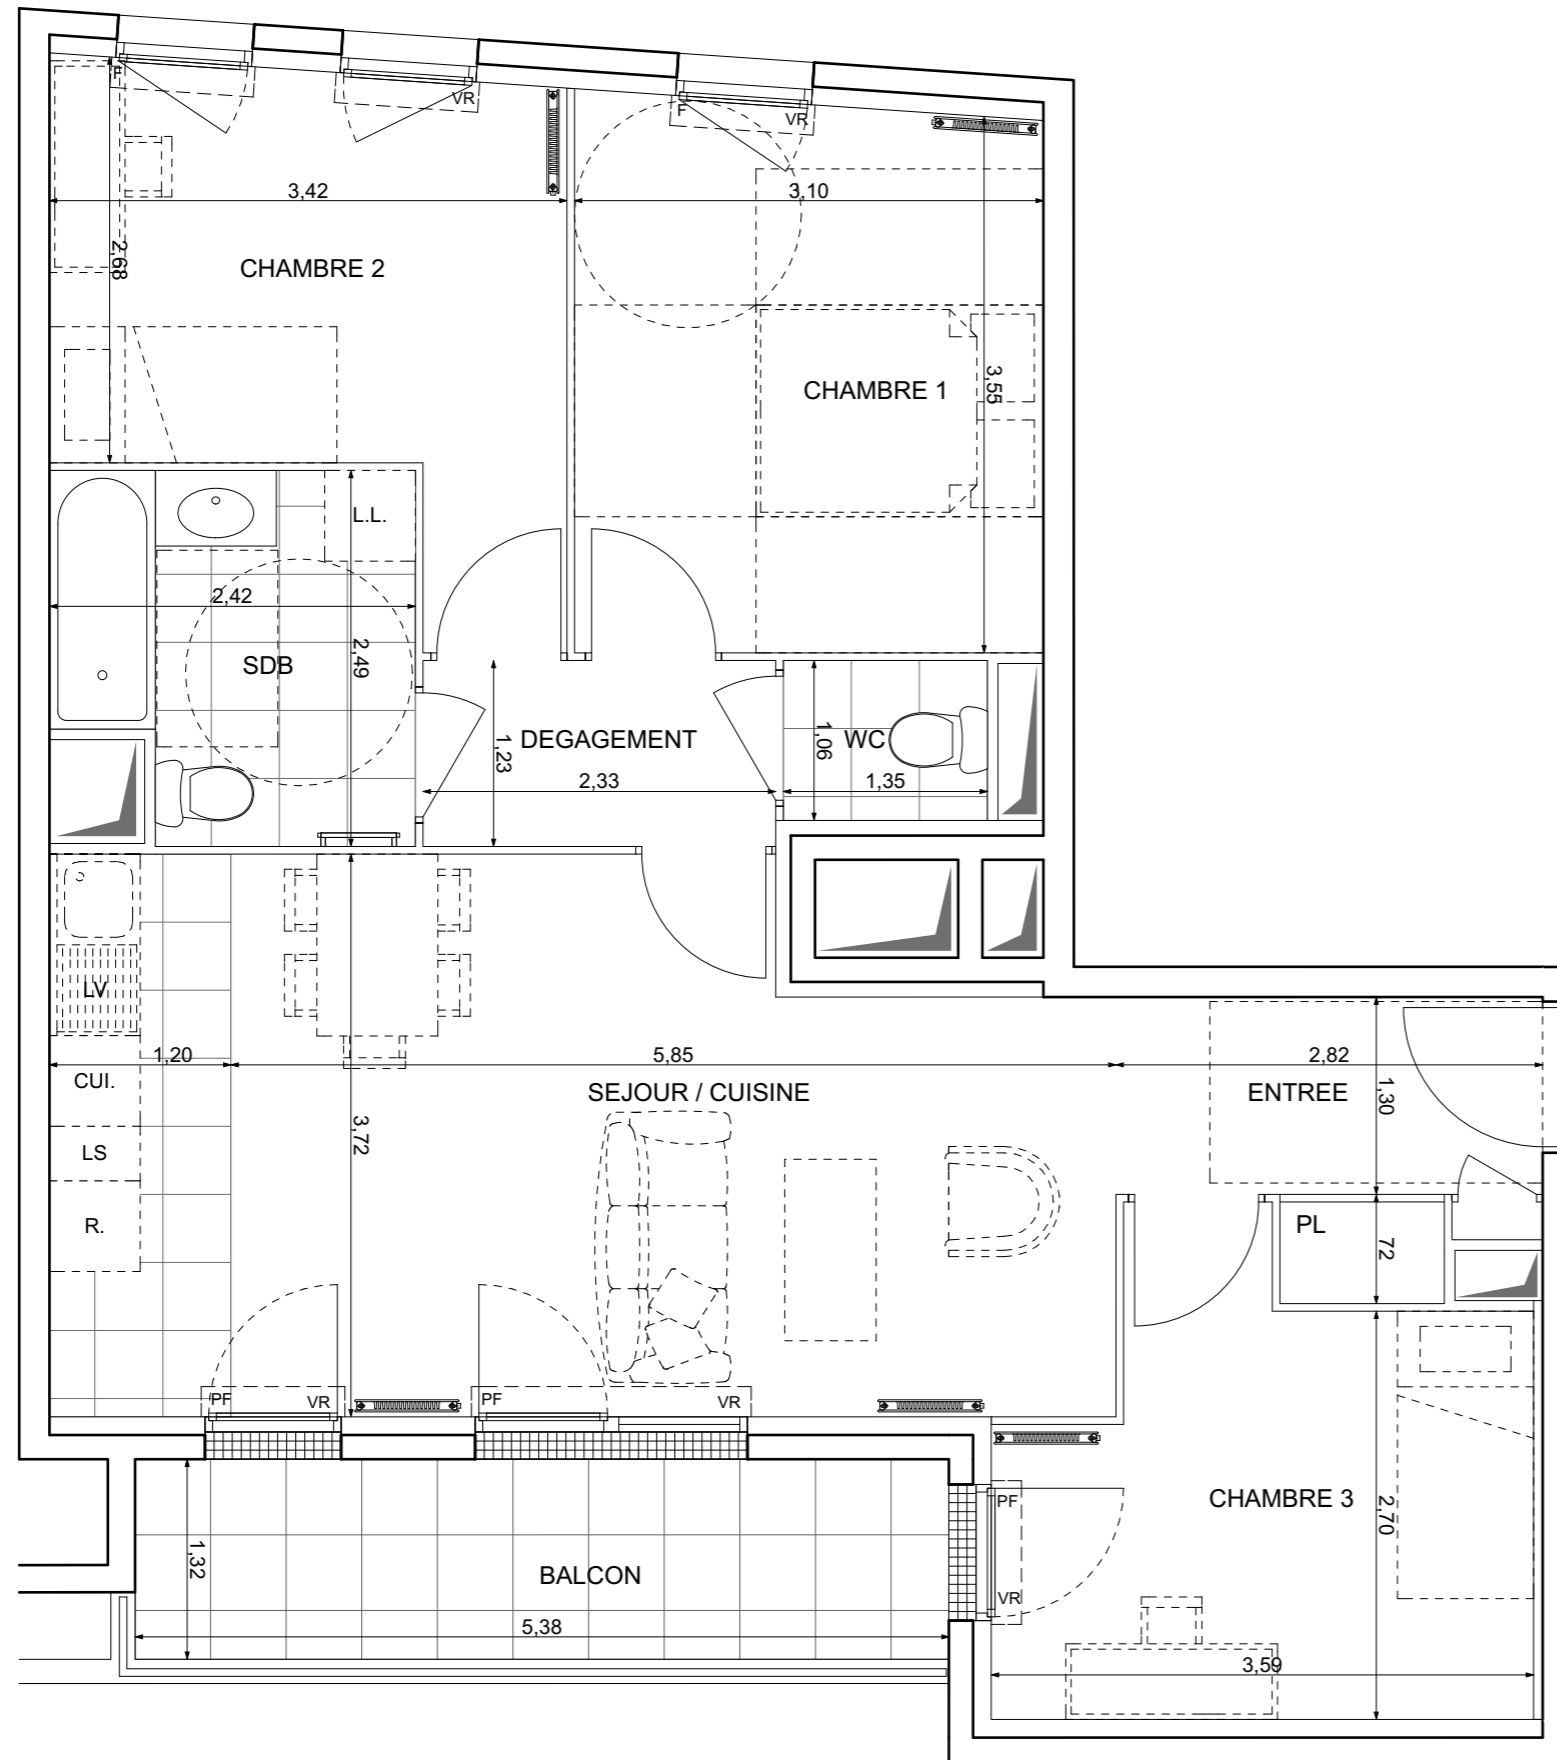 F
VR
F
VR
3,42
3,10
2,68
CHAMBRE 2
CHAMBRE 1
3,55
L.L.
2,42
2,49
SDB
1,23
DEGAGEMENT
1,06
WC
2,33
1,35
LV
1,20
5,85
2,82
CUI.
SEJOUR / CUISINE
ENTREE
1,30
3,72
LS
R.
PL
72
PF
VR
PF
VR
CHAMBRE 3
2,70
PF
VR
1,32
BALCON
5,38
3,59